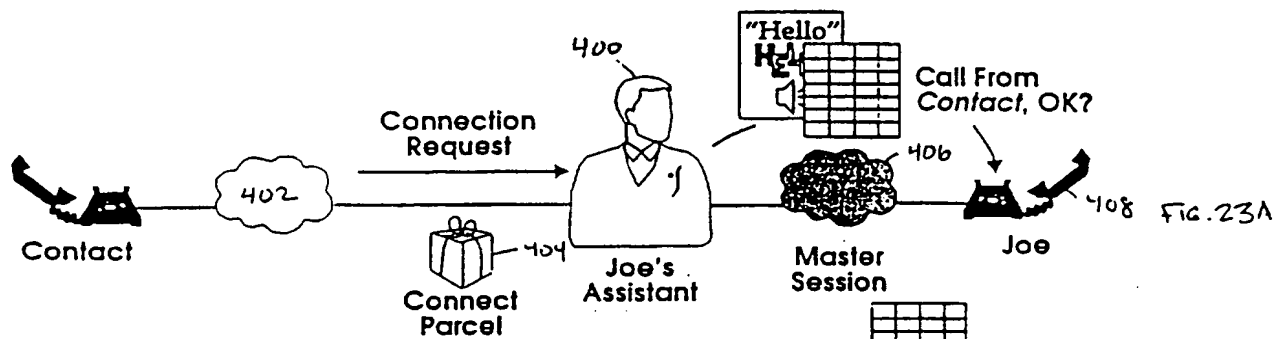 400
"Hello"
Call From
Contact, OK?
Connection
Request
402
406
408
FIG. 23A
Contact
404
Connect
Parcel
Joe's
Assistant
Master
Session
Joe